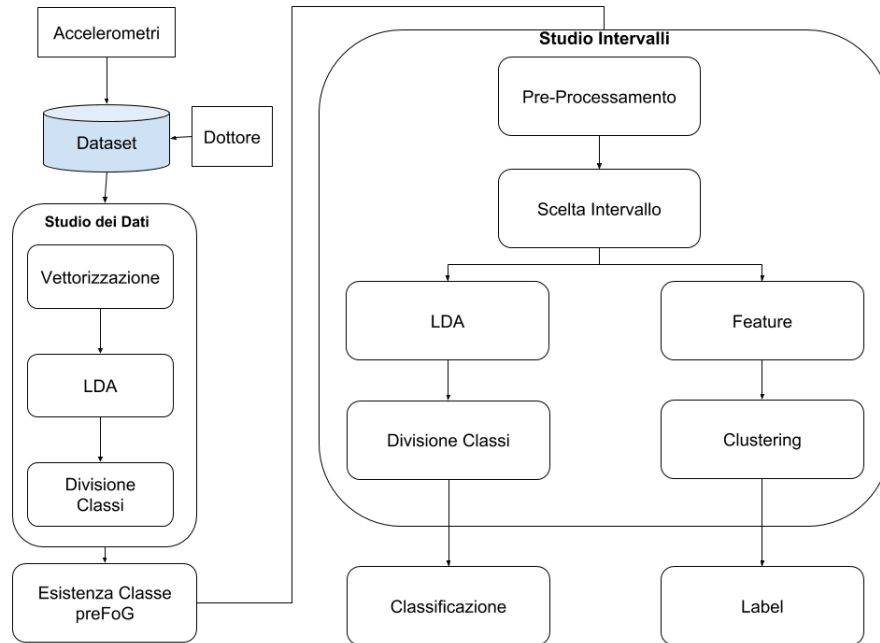 Accelerometri
Dataset
Dottore
Studio dei Dati
Vettorizzazione
LDA
Divisione
Classi
Esistenza Classe
preFoG
Studio Intervalli
Pre-Processamento
Scelta Intervallo
LDA
Feature
Divisione Classi
Clustering
Classificazione
Label